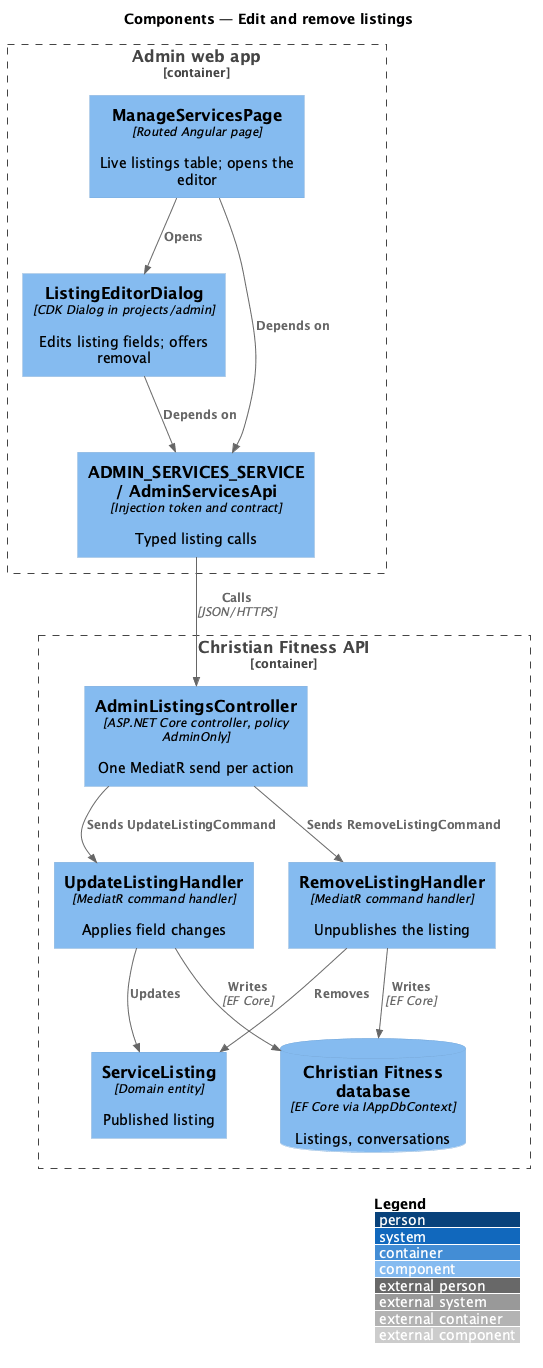 Components — Edit and remove listings
Admin web app
[container]
ManageServicesPage
[Routed Angular page]
Live listings table; opens the
editor
Opens
ListingEditorDialog
[CDK Dialog in projects/admin]
Edits listing fields; offers
removal
Depends on
Depends on
ADMIN_SERVICES_SERVICE
/ AdminServicesApi
[Injection token and contract]
Typed listing calls
Calls
[JSON/HTTPS]
Christian Fitness API
[container]
AdminListingsController
[ASP.NET Core controller, policy
AdminOnly]
One MediatR send per action
Sends UpdateListingCommand
Sends RemoveListingCommand
UpdateListingHandler
[MediatR command handler]
Applies field changes
RemoveListingHandler
[MediatR command handler]
Unpublishes the listing
Updates
Writes
[EF Core]
Removes
Writes
[EF Core]
ServiceListing
[Domain entity]
Published listing
Christian Fitness
database
[EF Core via IAppDbContext]
Listings, conversations
Legend
person
system
container
component
external person
external system
external container
external component